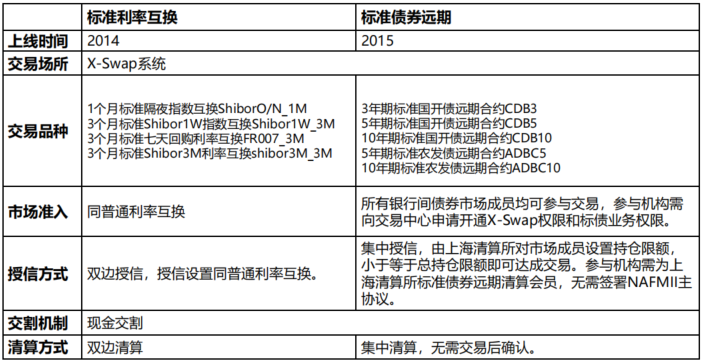 标准利率互换 标准债券远期
上线时间 2014 2015
交易场所 X-Swap系统
交易品种
1个月标准隔夜指数互换ShiborO/N_1M
3个月标准Shibor1W指数互换Shibor1W_3M
3个月标准七天回购利率互换FR007_3M
3个月标准Shibor3M利率互换shibor3M_3M
3年期标准国开债远期合约CDB3
5年期标准国开债远期合约CDB5
10年期标准国开债远期合约CDB10
5年期标准农发债远期合约ADBC5
10年期标准农发债远期合约ADBC10
市场准入 同普通利率互换
所有银行间债券市场成员均可参与交易，参与机构需
向交易中心申请开通X-Swap权限和标债业务权限。
授信方式 双边授信，授信设置同普通利率互换。
集中授信，由上海清算所对市场成员设置持仓限额，
小于等于总持仓限额即可达成交易。参与机构需为上
海清算所标准债券远期清算会员，无需签署NAFMII主
协议。
交割机制 现金交割
清算方式 双边清算 集中清算，无需交易后确认。